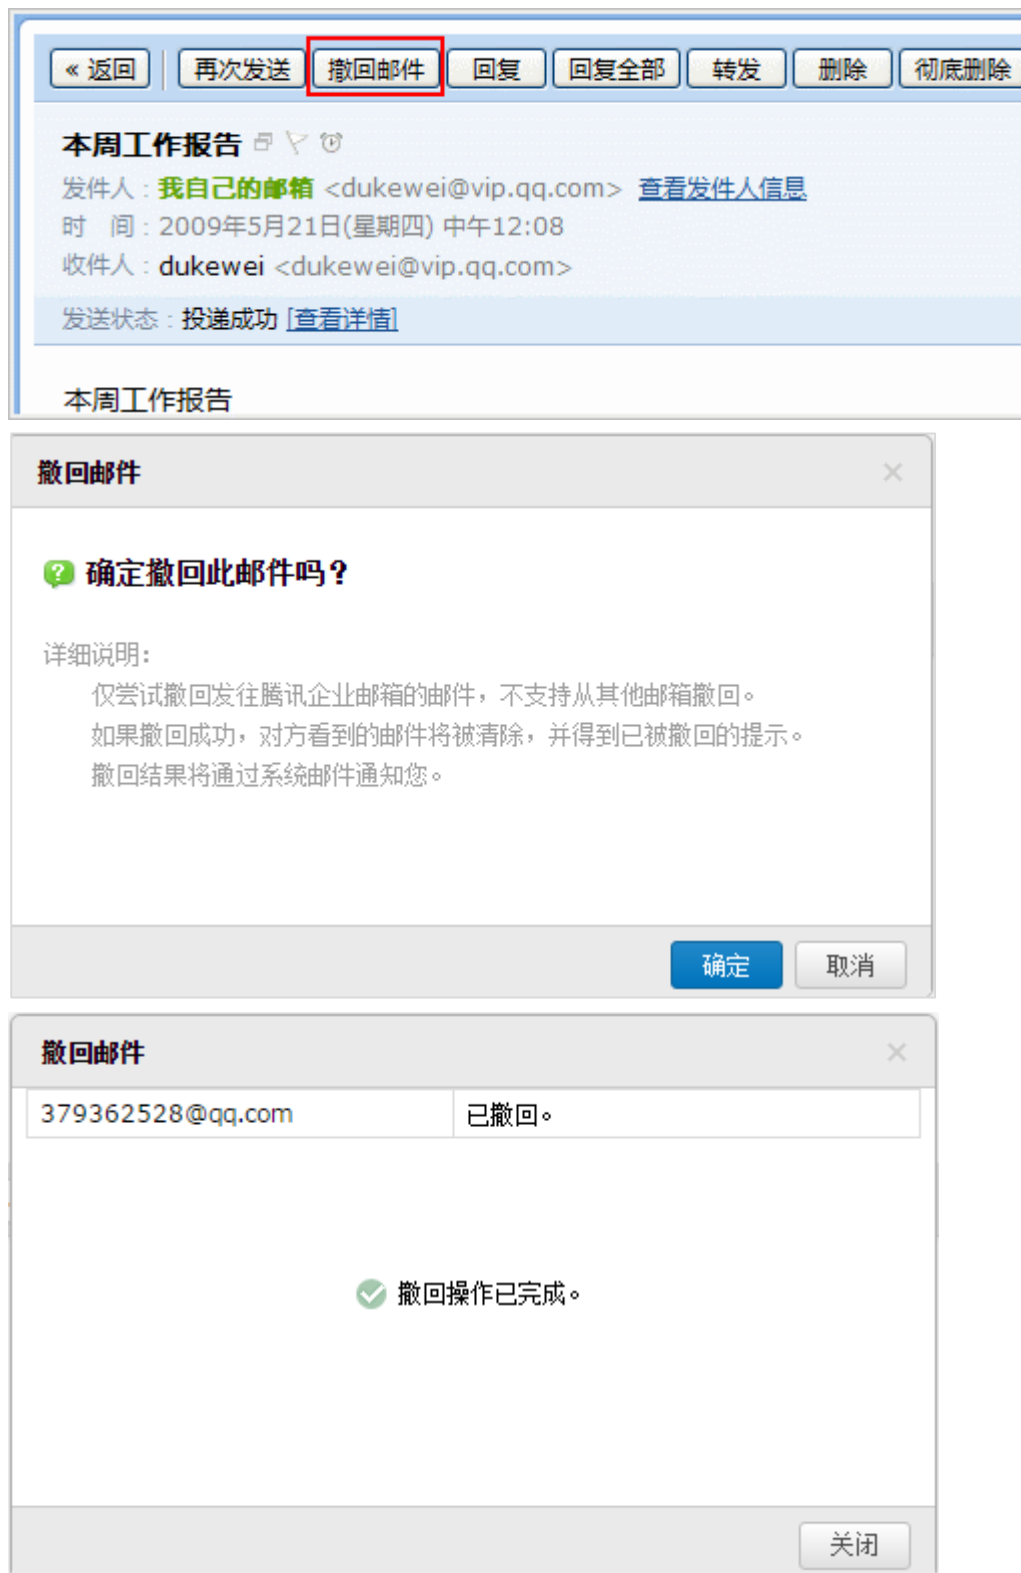 « 返回 再次发送 撤回邮件 回复 回复全部 转发 删除 彻底删除
本周工作报告
发件人：我自己的邮箱 <dukewei@vip.qq.com> 查看发件人信息
时 间：2009年5月21日(星期四) 中午12:08
收件人：dukewei <dukewei@vip.qq.com>
发送状态：投递成功 [查看详情]
本周工作报告
撤回邮件
确定撤回此邮件吗？
详细说明：
仅尝试撤回发往腾讯企业邮箱的邮件，不支持从其他邮箱撤回。
如果撤回成功，对方看到的邮件将被清除，并得到已被撤回的提示。
撤回结果将通过系统邮件通知您。
确定 取消
撤回邮件
379362528@qq.com 已撤回。
撤回操作已完成。
关闭